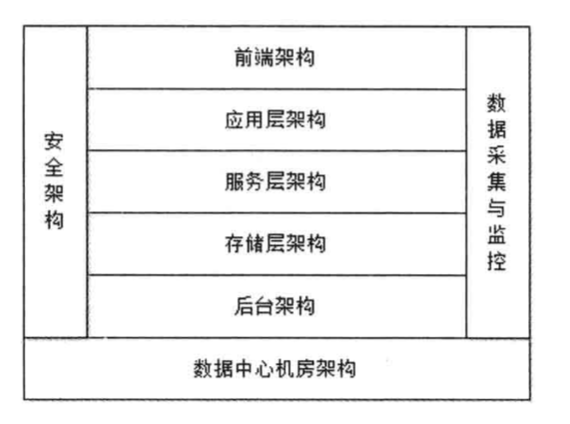 前端架构
应用层架构
安全架构
服务层架构
数据采集与监控
存储层架构
后台架构
数据中心机房架构